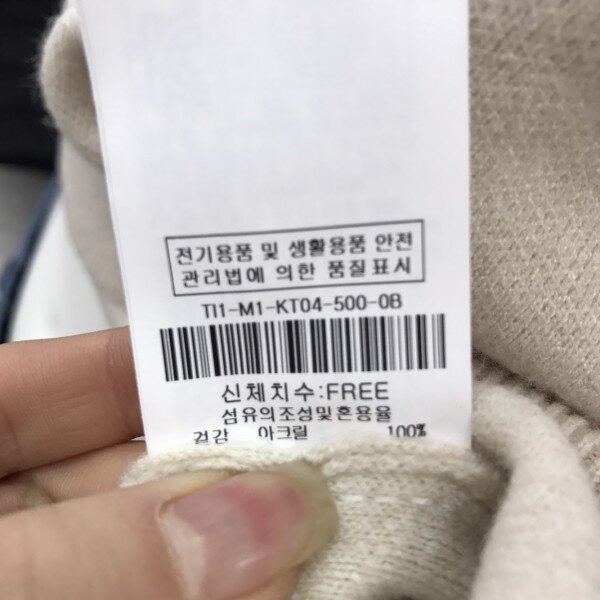 전기용품 및 생활용품 안전
관리법에 의한 품질표시
TI1-M1-KT04-500-0B
신체치수:FREE
섬유의조성및혼용율
겉감 아크릴 100%